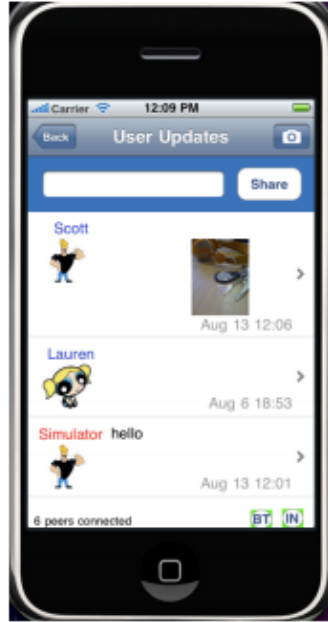 Carrier 12:09 PM
Back User Updates
Share
Scott
Aug 13 12:06
Lauren
Aug 6 18:53
Simulator hello
Aug 13 12:01
6 peers connected BT IN